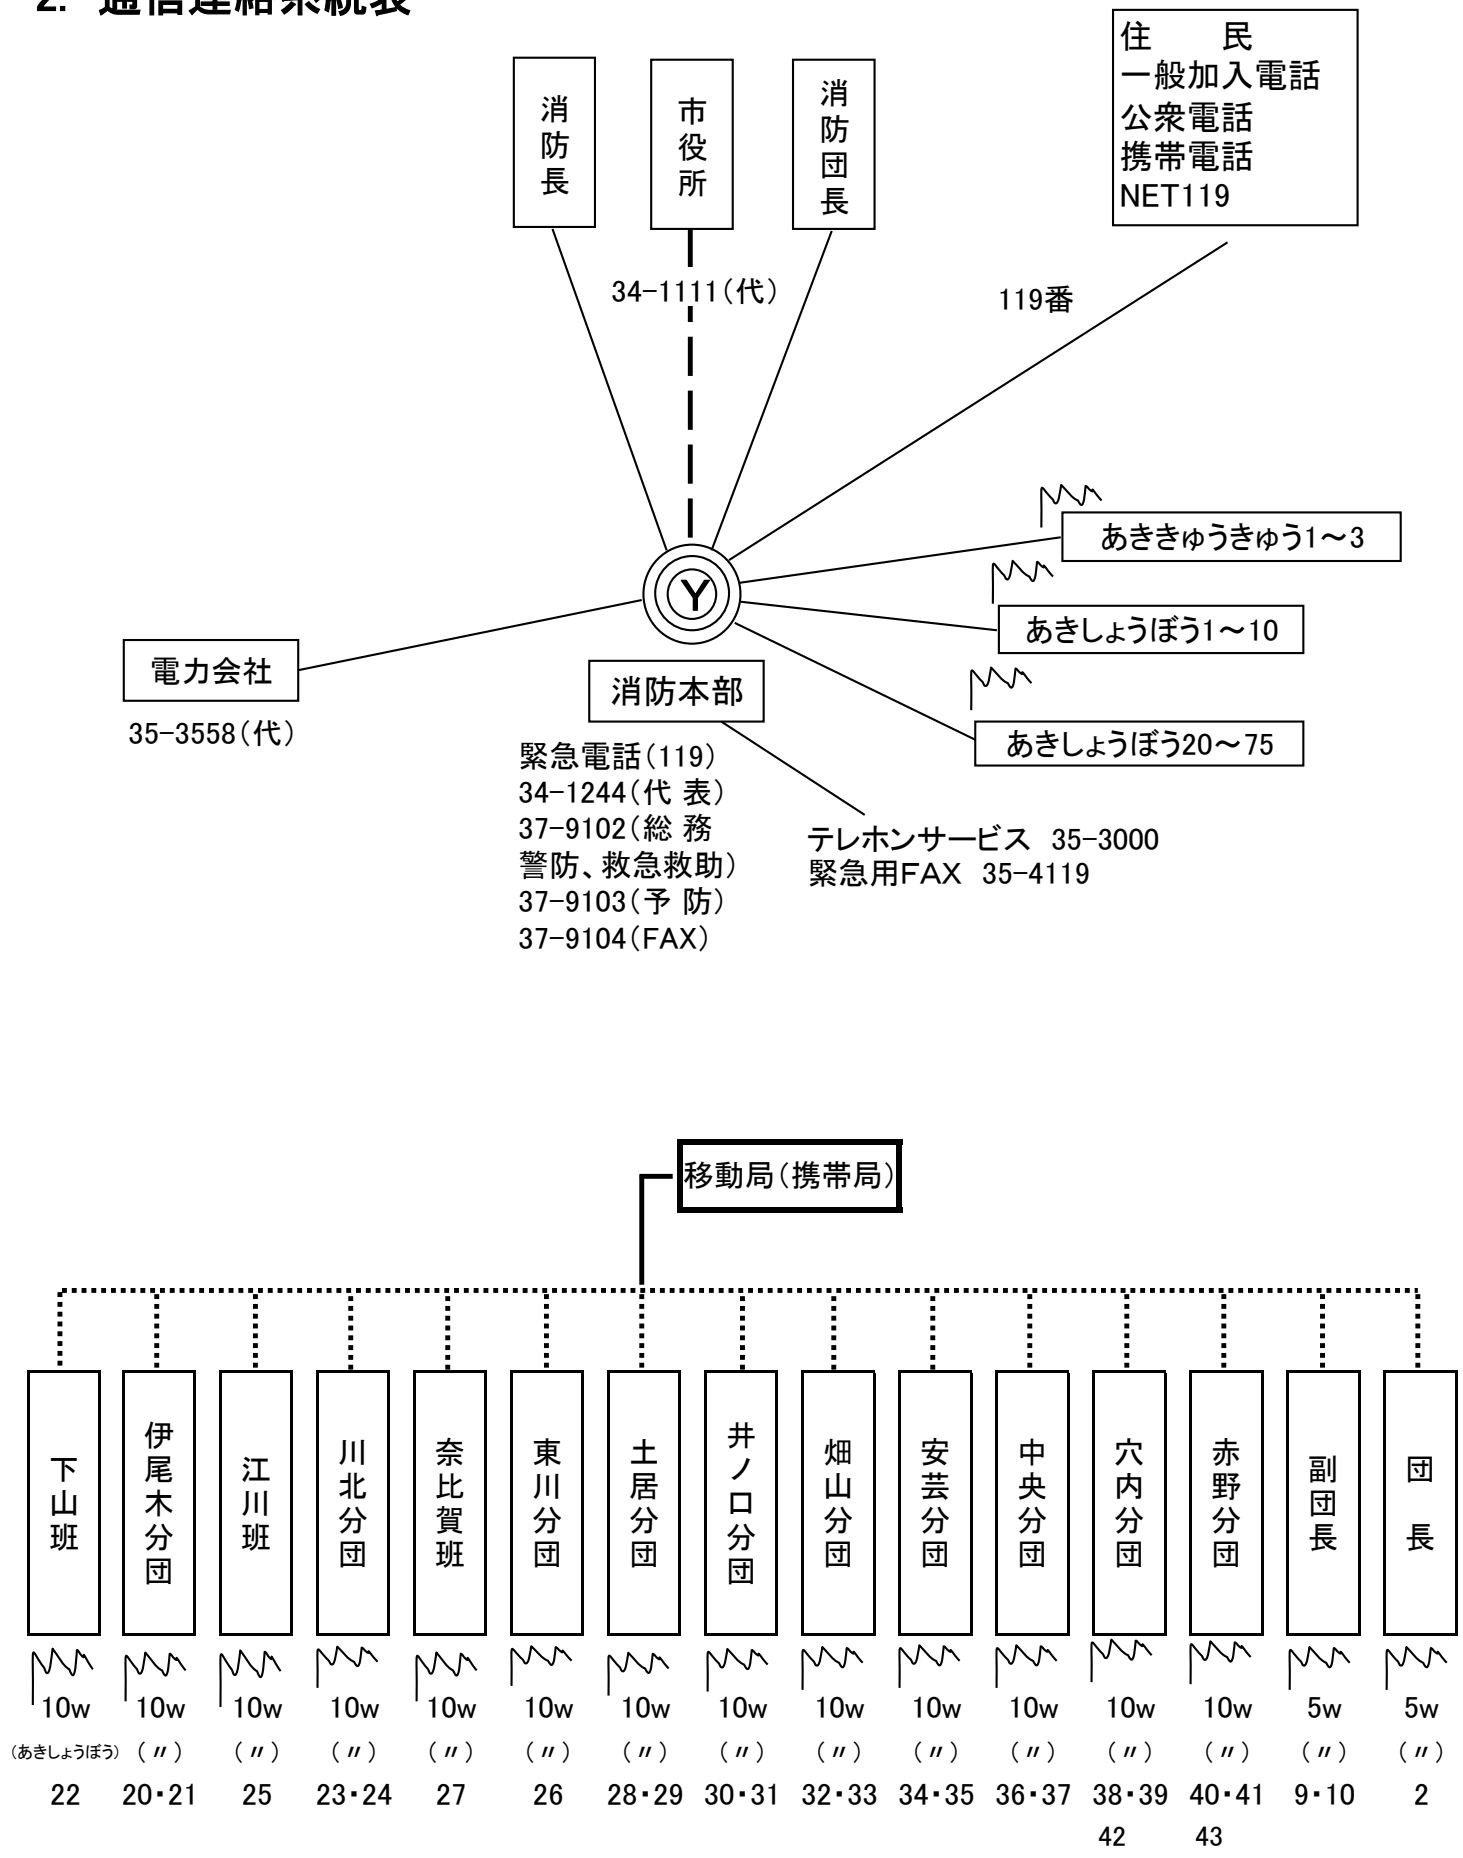 2. 通信連絡系統表
消防長
市役所
消防団長
住　　民
一般加入電話
公衆電話
携帯電話
NET119
34-1111(代)
119番
あききゅうきゅう1～3
あきしょうぼう1～10
あきしょうぼう20～75
Y
電力会社
35-3558(代)
消防本部
緊急電話(119)
34-1244(代 表)
37-9102(総 務
警防、救急救助)
37-9103(予 防)
37-9104(FAX)
テレホンサービス　35-3000
緊急用FAX　35-4119
移動局(携帯局)
下山班
伊尾木分団
江川班
川北分団
奈比賀班
東川分団
土居分団
井ノ口分団
畑山分団
安芸分団
中央分団
穴内分団
赤野分団
副団長
団　長
10w 10w 10w 10w 10w 10w 10w 10w 10w 10w 10w 10w 10w 5w 5w
(あきしょうぼう) (〃) (〃) (〃) (〃) (〃) (〃) (〃) (〃) (〃) (〃) (〃) (〃) (〃) (〃)
22 20・21 25 23・24 27 26 28・29 30・31 32・33 34・35 36・37 38・39 40・41 9・10 2
42 43